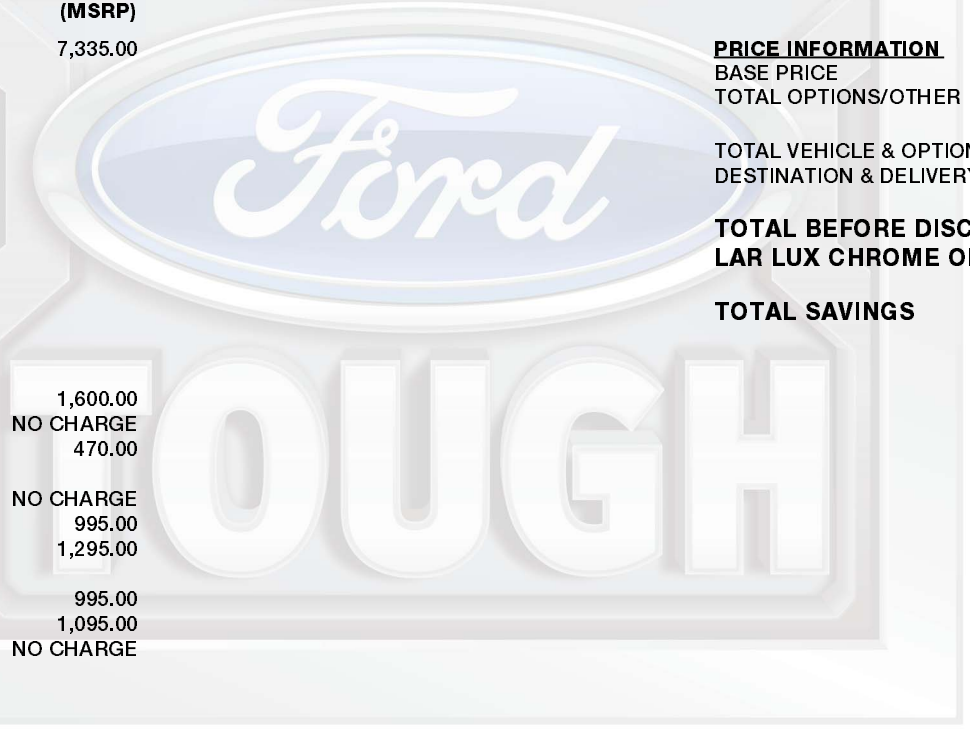 (MSRP)
7,335.00
1,600.00
NO CHARGE
470.00
NO CHARGE
995.00
1,295.00
995.00
1,095.00
NO CHARGE
Ford
TOUGH
PRICE INFORMATION
BASE PRICE
TOTAL OPTIONS/OTHER
TOTAL VEHICLE & OPTION
DESTINATION & DELIVERY
TOTAL BEFORE DISC
LAR LUX CHROME O
TOTAL SAVINGS